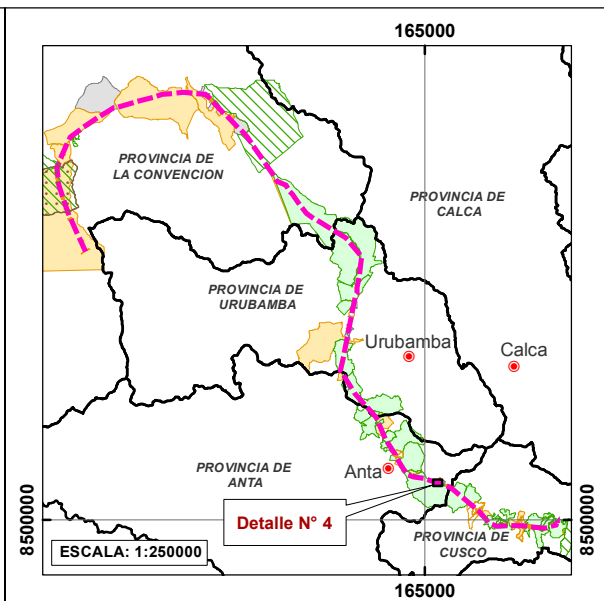 165000
PROVINCIA DE
LA CONVENCION
PROVINCIA DE
CALCA
PROVINCIA DE
URUBAMBA
Urubamba
Calca
PROVINCIA DE
ANTA
Anta
Detalle N° 4
8500000
8500000
ESCALA: 1:250000
PROVINCIA DE
CUSCO
165000